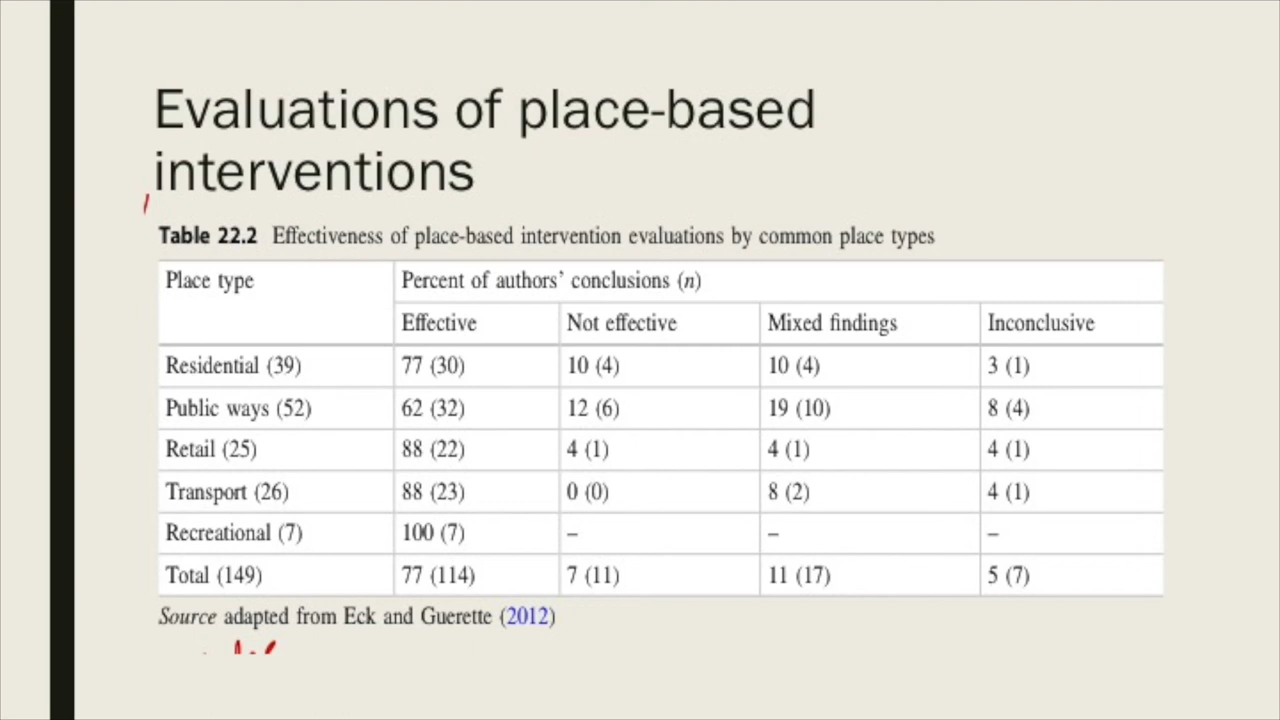 Evaluations of place-based
interventions
Table 22.2 Effectiveness of place-based intervention evaluations by common place types
Place type Percent of authors’ conclusions (n)
Effective Not effective Mixed findings Inconclusive
Residential (39) 77 (30) 10 (4) 10 (4) 3 (1)
Public ways (52) 62 (32) 12 (6) 19 (10) 8 (4)
Retail (25) 88 (22) 4 (1) 4 (1) 4 (1)
Transport (26) 88 (23) 0 (0) 8 (2) 4 (1)
Recreational (7) 100 (7) – – –
Total (149) 77 (114) 7 (11) 11 (17) 5 (7)
Source adapted from Eck and Guerette (2012)